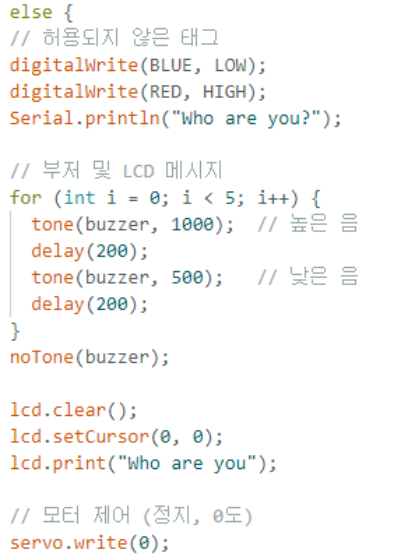 else {
// 허용되지 않은 태그
digitalWrite(BLUE, LOW);
digitalWrite(RED, HIGH);
Serial.println("Who are you?");
// 부저 및 LCD 메시지
for (int i = 0; i < 5; i++) {
tone(buzzer, 1000);  // 높은 음
delay(200);
tone(buzzer, 500);   // 낮은 음
delay(200);
}
noTone(buzzer);
lcd.clear();
lcd.setCursor(0, 0);
lcd.print("Who are you");
// 모터 제어 (정지, 0도)
servo.write(0);